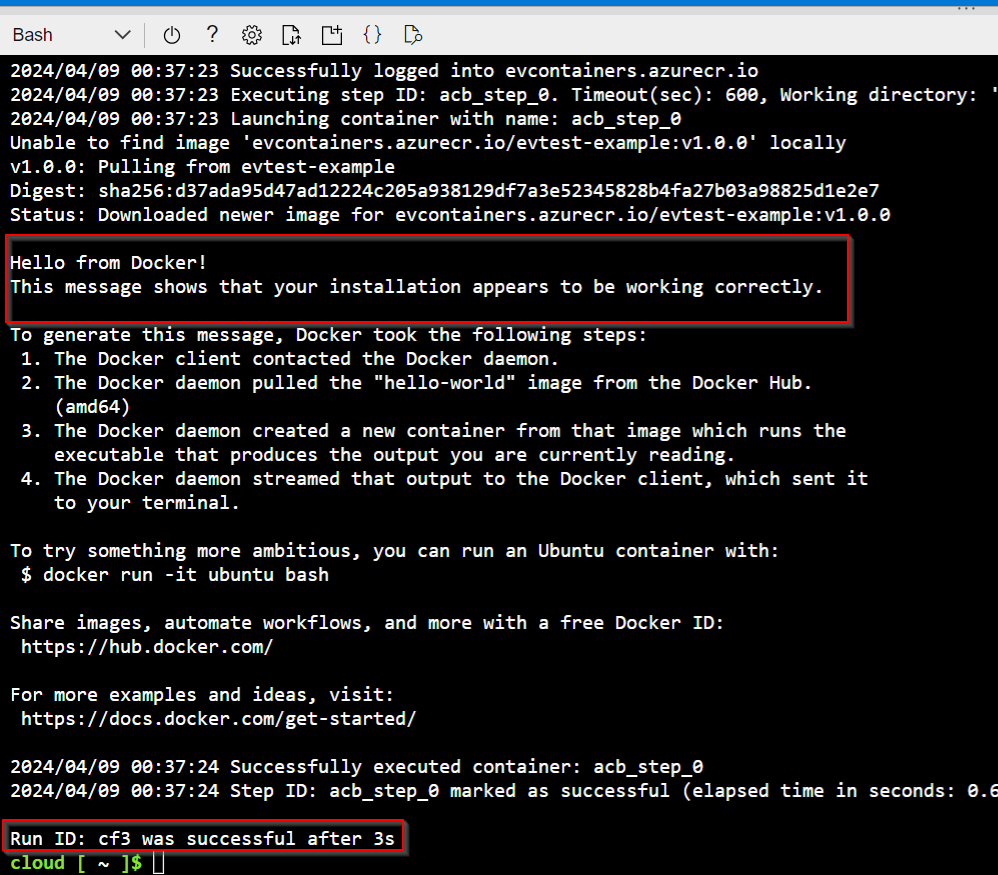 Bash
2024/04/09 00:37:23 Successfully logged into evcontainers.azurecr.io
2024/04/09 00:37:23 Executing step ID: acb_step_0. Timeout(sec): 600, Working directory: '
2024/04/09 00:37:23 Launching container with name: acb_step_0
Unable to find image 'evcontainers.azurecr.io/evtest-example:v1.0.0' locally
v1.0.0: Pulling from evtest-example
Digest: sha256:d37ada95d47ad12224c205a938129df7a3e52345828b4fa27b03a98825d1e2e7
Status: Downloaded newer image for evcontainers.azurecr.io/evtest-example:v1.0.0
Hello from Docker!
This message shows that your installation appears to be working correctly.
To generate this message, Docker took the following steps:
1. The Docker client contacted the Docker daemon.
2. The Docker daemon pulled the "hello-world" image from the Docker Hub.
(amd64)
3. The Docker daemon created a new container from that image which runs the
executable that produces the output you are currently reading.
4. The Docker daemon streamed that output to the Docker client, which sent it
to your terminal.
To try something more ambitious, you can run an Ubuntu container with:
$ docker run -it ubuntu bash
Share images, automate workflows, and more with a free Docker ID:
https://hub.docker.com/
For more examples and ideas, visit:
https://docs.docker.com/get-started/
2024/04/09 00:37:24 Successfully executed container: acb_step_0
2024/04/09 00:37:24 Step ID: acb_step_0 marked as successful (elapsed time in seconds: 0.6
Run ID: cf3 was successful after 3s
cloud [ ~ ]$